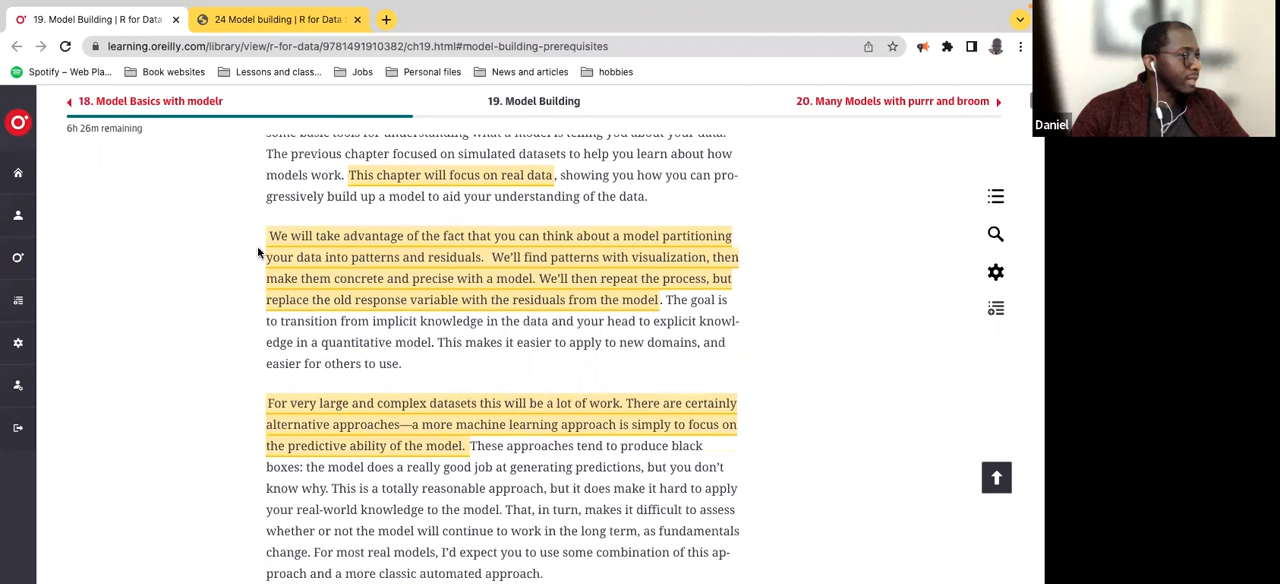 19. Model Building | R for Data
24 Model building | R for Data
learning.oreilly.com/library/view/r-for-data/9781491910382/ch19.html#model-building-prerequisites
Spotify – Web Pla...
Book websites
Lessons and class...
Jobs
Personal files
News and articles
hobbies
Daniel
18. Model Basics with modelr
19. Model Building
20. Many Models with purrr and broom
6h 26m remaining
some basic tools for understanding what a model is telling you about your data.
The previous chapter focused on simulated datasets to help you learn about how
models work. This chapter will focus on real data, showing you how you can pro-
gressively build up a model to aid your understanding of the data.
We will take advantage of the fact that you can think about a model partitioning
your data into patterns and residuals. We'll find patterns with visualization, then
make them concrete and precise with a model. We'll then repeat the process, but
replace the old response variable with the residuals from the model. The goal is
to transition from implicit knowledge in the data and your head to explicit knowl-
edge in a quantitative model. This makes it easier to apply to new domains, and
easier for others to use.
For very large and complex datasets this will be a lot of work. There are certainly
alternative approaches—a more machine learning approach is simply to focus on
the predictive ability of the model. These approaches tend to produce black
boxes: the model does a really good job at generating predictions, but you don't
know why. This is a totally reasonable approach, but it does make it hard to apply
your real-world knowledge to the model. That, in turn, makes it difficult to assess
whether or not the model will continue to work in the long term, as fundamentals
change. For most real models, I'd expect you to use some combination of this ap-
proach and a more classic automated approach.